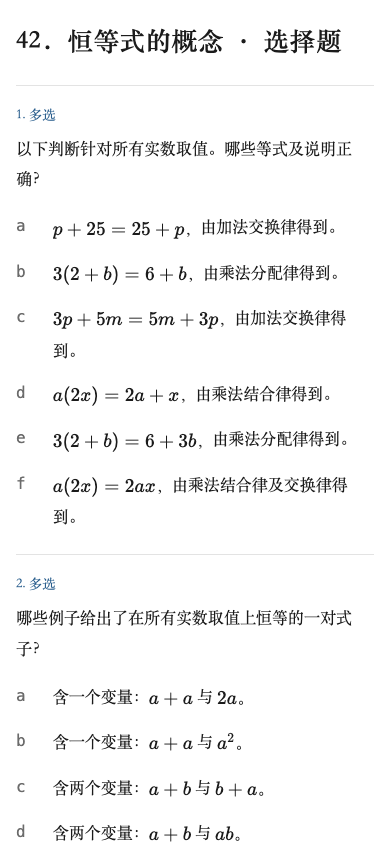 42. 恒等式的概念 · 选择题
1. 多选
以下判断针对所有实数取值。哪些等式及说明正
确?
a p + 25 = 25 + p，由加法交换律得到。
b 3(2 + b) = 6 + b，由乘法分配律得到。
c 3p + 5m = 5m + 3p，由加法交换律得
到。
d a(2x) = 2a + x，由乘法结合律得到。
e 3(2 + b) = 6 + 3b，由乘法分配律得到。
f a(2x) = 2ax，由乘法结合律及交换律得
到。
2. 多选
哪些例子给出了在所有实数取值上恒等的一对式
子?
a 含一个变量：a + a 与 2a。
b 含一个变量：a + a 与 a²。
c 含两个变量：a + b 与 b + a。
d 含两个变量：a + b 与 ab。